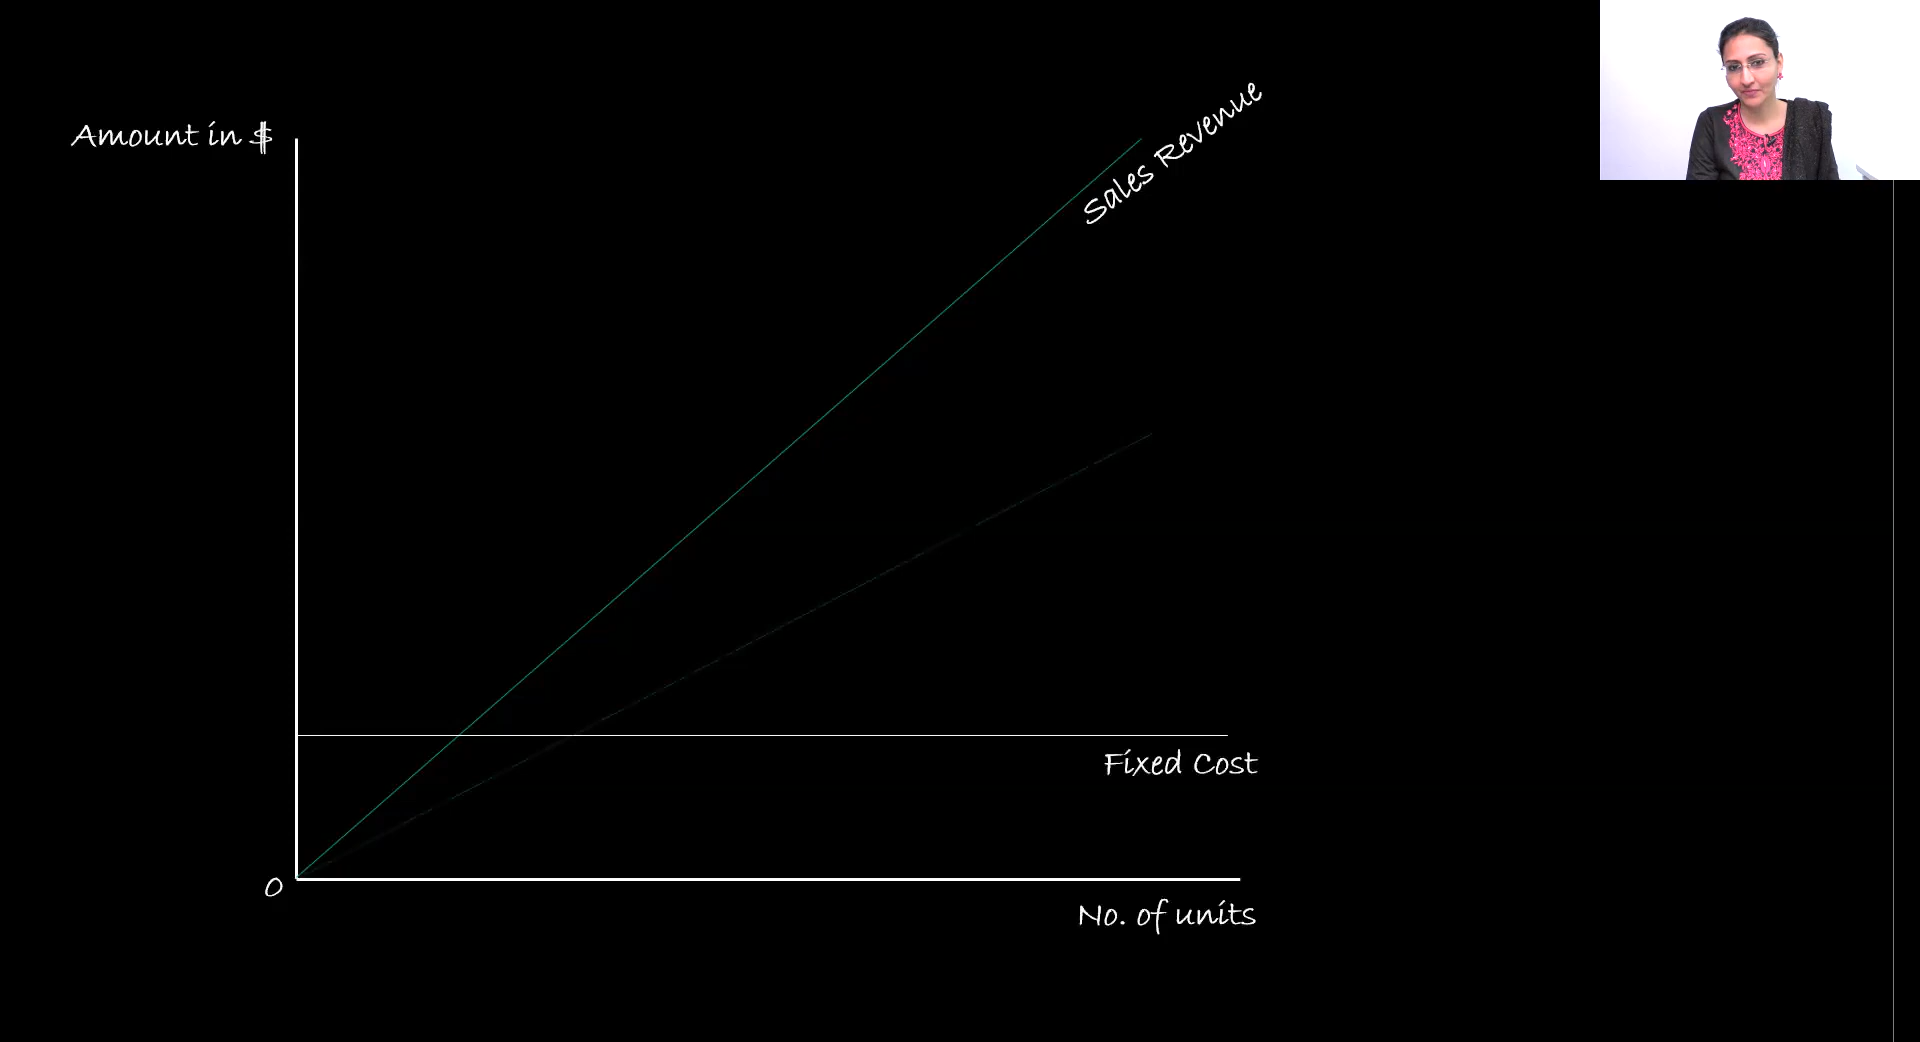 Amount in $
Sales Revenue
Fixed Cost
0
No. of units